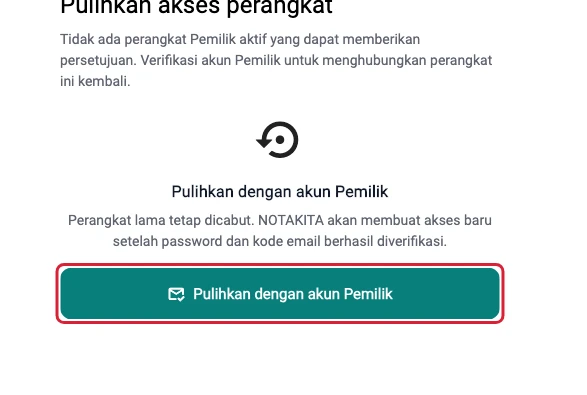 Pulihkan akses perangkat
Tidak ada perangkat Pemilik aktif yang dapat memberikan
persetujuan. Verifikasi akun Pemilik untuk menghubungkan perangkat
ini kembali.
Pulihkan dengan akun Pemilik
Perangkat lama tetap dicabut. NOTAKITA akan membuat akses baru
setelah password dan kode email berhasil diverifikasi.
Pulihkan dengan akun Pemilik